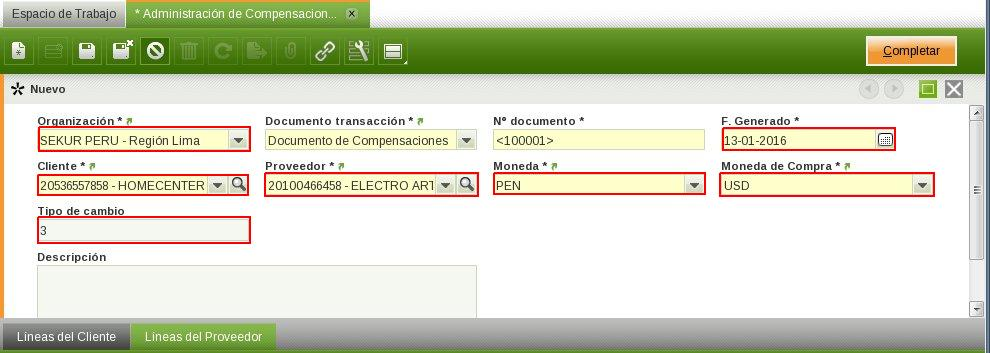 Espacio de Trabajo
* Administración de Compensacion...
Completar
Nuevo
Organización *
Documento transacción *
Nº documento *
F. Generado *
SEKUR PERU - Región Lima
Documento de Compensaciones
<100001>
13-01-2016
Cliente *
Proveedor *
Moneda *
Moneda de Compra *
20536557858 - HOMECENTER
20100466458 - ELECTRO ART
PEN
USD
Tipo de cambio
3
Descripción
Líneas del Cliente
Líneas del Proveedor